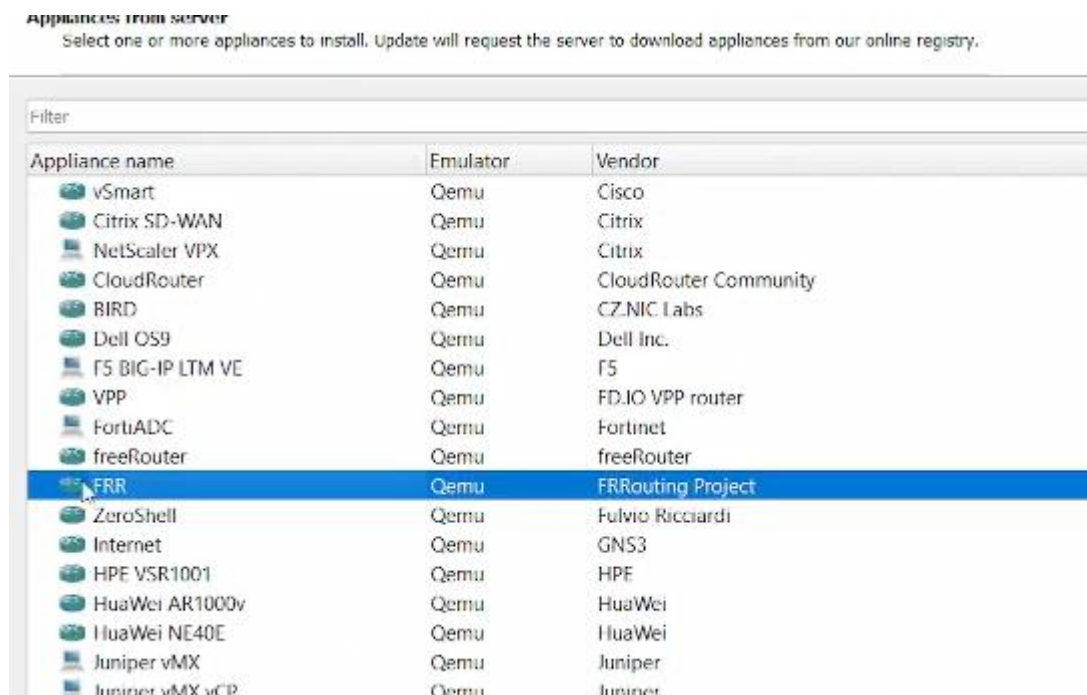 Appliances from server
Select one or more appliances to install. Update will request the server to download appliances from our online registry.
Filter
Appliance name Emulator Vendor
vSmart Qemu Cisco
Citrix SD-WAN Qemu Citrix
NetScaler VPX Qemu Citrix
CloudRouter Qemu CloudRouter Community
BIRD Qemu CZ.NIC Labs
Dell OS9 Qemu Dell Inc.
F5 BIG-IP LTM VE Qemu F5
VPP Qemu FD.IO VPP router
FortiADC Qemu Fortinet
freeRouter Qemu freeRouter
FRR Qemu FRRouting Project
ZeroShell Qemu Fulvio Ricciardi
Internet Qemu GNS3
HPE VSR1001 Qemu HPE
HuaWei AR1000v Qemu HuaWei
HuaWei NE40E Qemu HuaWei
Juniper vMX Qemu Juniper
Juniper vMX vCP Qemu Juniper